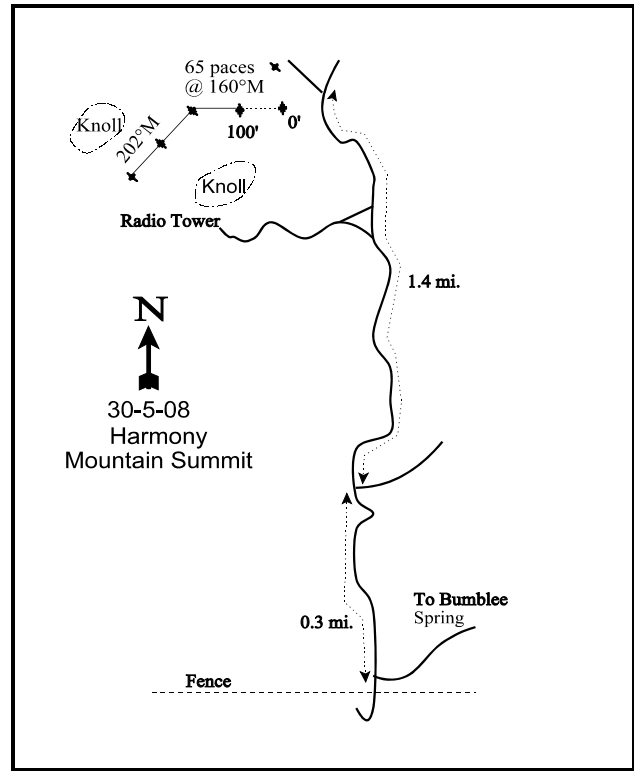 65 paces
@ 160°M
Knoll
202°M
100'
0'
Knoll
Radio Tower
1.4 mi.
N
30-5-08
Harmony
Mountain Summit
To Bumblee
Spring
0.3 mi.
Fence